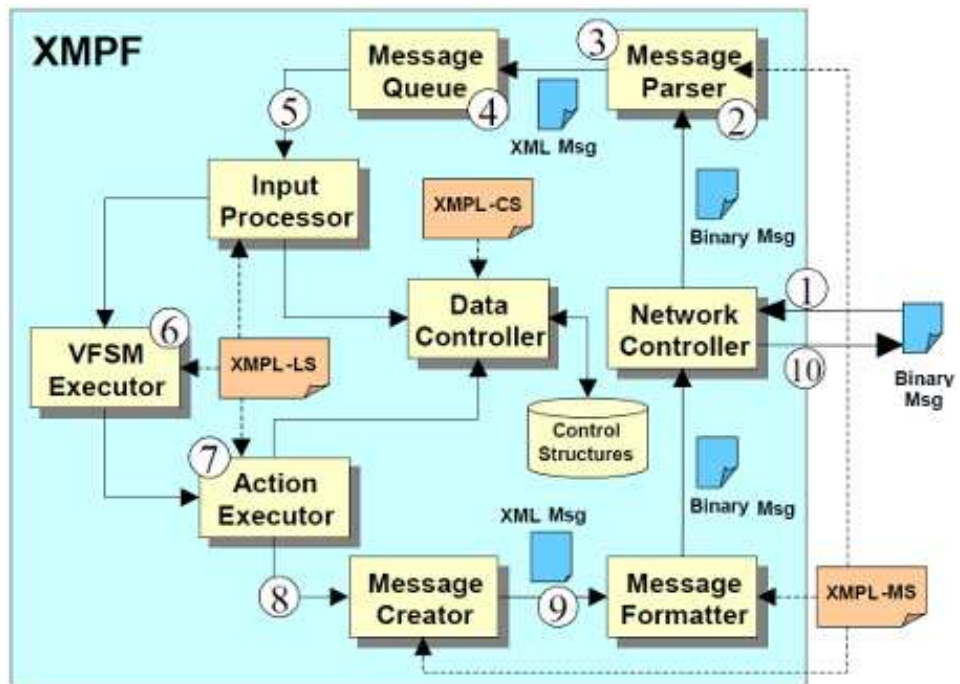 XMPF
Message
Queue
4
3
Message
Parser
2
XML Msg
5
Input
Processor
XMPL-CS
Binary Msg
Data
Controller
Network
Controller
1
10
Binary
Msg
6
VFSM
Executor
XMPL-LS
Control
Structures
7
Action
Executor
Binary Msg
XML Msg
8
Message
Creator
9
Message
Formatter
XMPL-MS